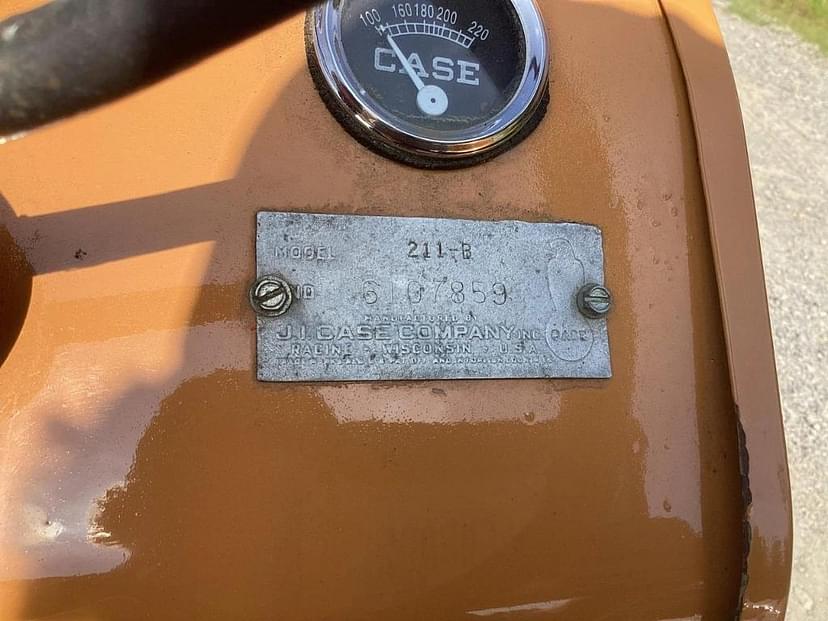 100 160 180 200 220
CASE
MODEL 211-B
NO 6107859
MANUFACTURED BY
J.I. CASE COMPANY, INC. CASE
RACINE, WISCONSIN U.S.A.